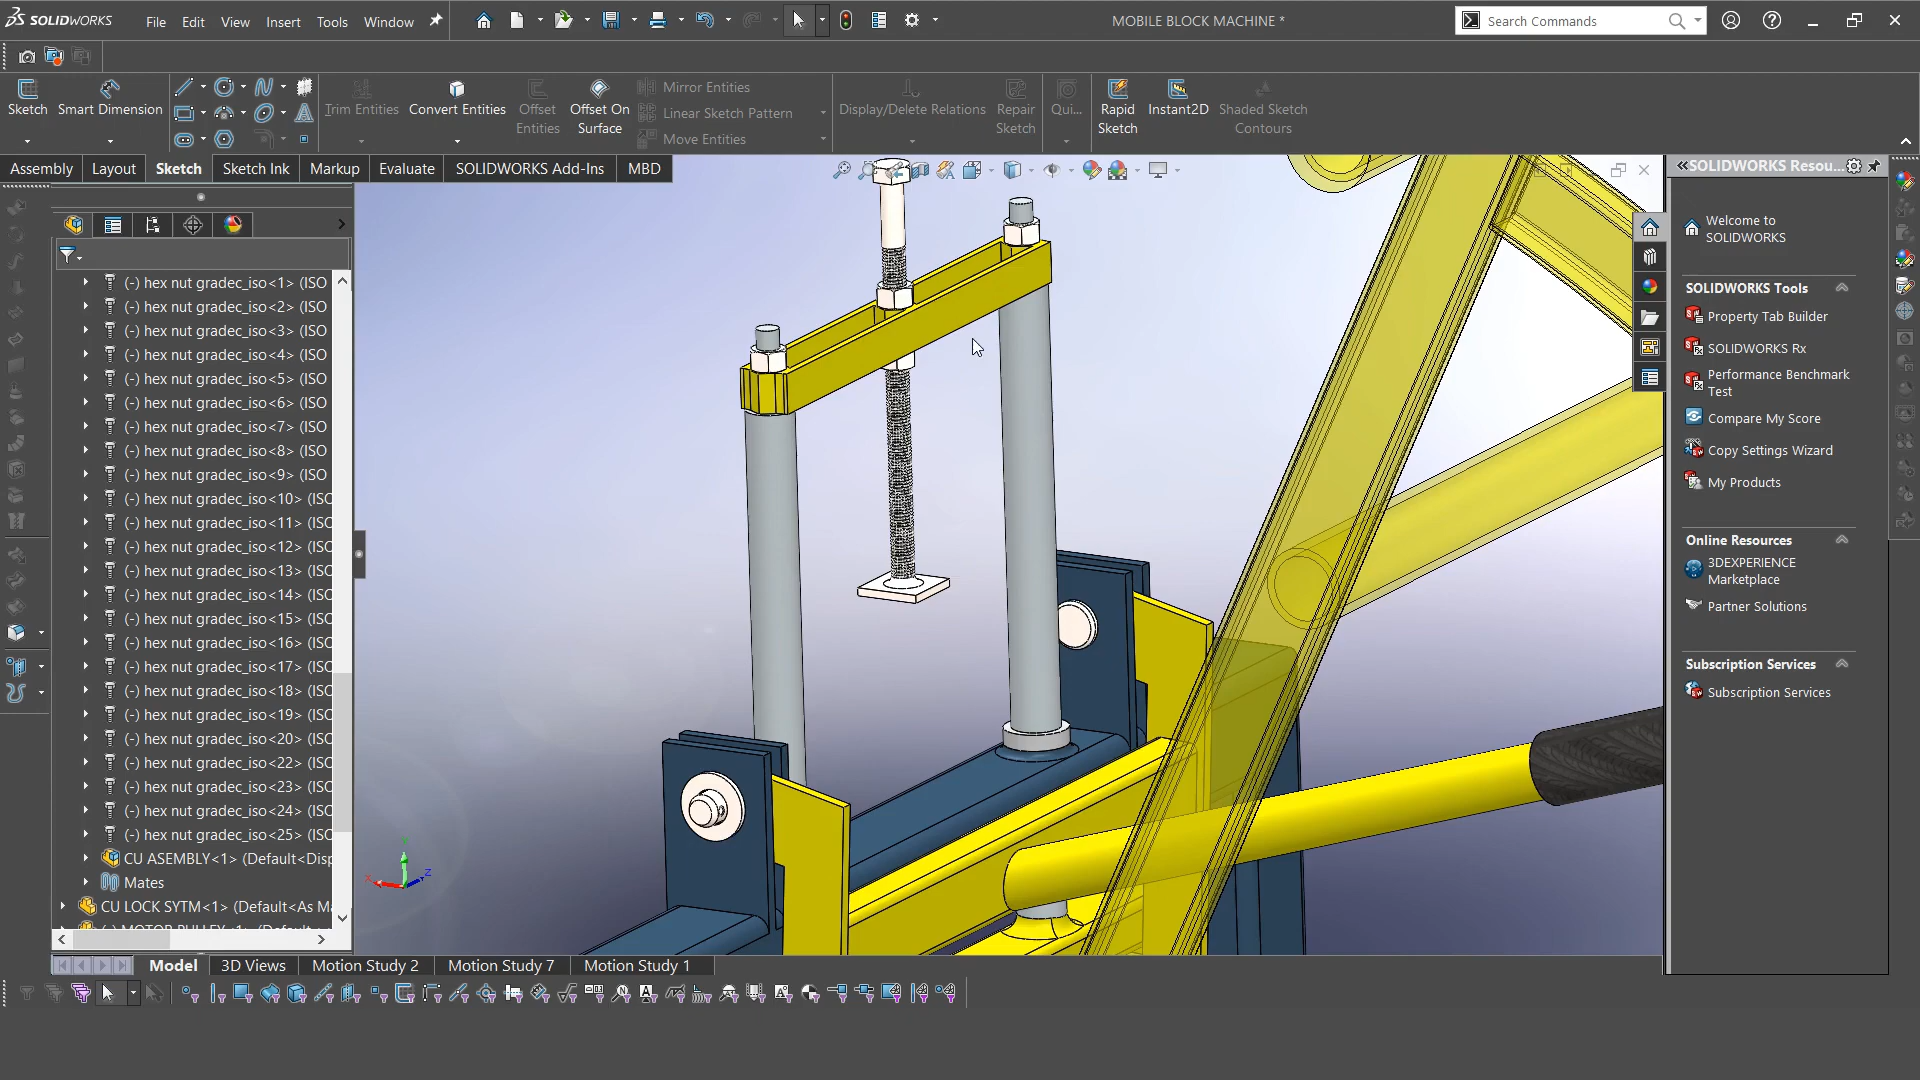 SOLIDWORKS
File
Edit
View
Insert
Tools
Window
MOBILE BLOCK MACHINE *
Search Commands
Sketch
Smart Dimension
Trim Entities
Convert Entities
Offset
Entities
Offset On
Surface
Mirror Entities
Linear Sketch Pattern
Move Entities
Display/Delete Relations
Repair
Sketch
Qui...
Rapid
Sketch
Instant2D
Shaded Sketch
Contours
Assembly
Layout
Sketch
Sketch Ink
Markup
Evaluate
SOLIDWORKS Add-Ins
MBD
(-) hex nut gradec_iso<1> (ISO
(-) hex nut gradec_iso<2> (ISO
(-) hex nut gradec_iso<3> (ISO
(-) hex nut gradec_iso<4> (ISO
(-) hex nut gradec_iso<5> (ISO
(-) hex nut gradec_iso<6> (ISO
(-) hex nut gradec_iso<7> (ISO
(-) hex nut gradec_iso<8> (ISO
(-) hex nut gradec_iso<9> (ISO
(-) hex nut gradec_iso<10> (ISC
(-) hex nut gradec_iso<11> (ISC
(-) hex nut gradec_iso<12> (ISC
(-) hex nut gradec_iso<13> (ISC
(-) hex nut gradec_iso<14> (ISC
(-) hex nut gradec_iso<15> (ISC
(-) hex nut gradec_iso<16> (ISC
(-) hex nut gradec_iso<17> (ISC
(-) hex nut gradec_iso<18> (ISC
(-) hex nut gradec_iso<19> (ISC
(-) hex nut gradec_iso<20> (ISC
(-) hex nut gradec_iso<22> (ISC
(-) hex nut gradec_iso<23> (ISC
(-) hex nut gradec_iso<24> (ISC
(-) hex nut gradec_iso<25> (ISC
CU ASEMBLY<1> (Default<Disp
Mates
CU LOCK SYTM<1> (Default<As Ma
X
Z
SOLIDWORKS Resou...
Welcome to
SOLIDWORKS
SOLIDWORKS Tools
Property Tab Builder
SOLIDWORKS Rx
Performance Benchmark
Test
Compare My Score
Copy Settings Wizard
My Products
Online Resources
3DEXPERIENCE
Marketplace
Partner Solutions
Subscription Services
Subscription Services
Model
3D Views
Motion Study 2
Motion Study 7
Motion Study 1